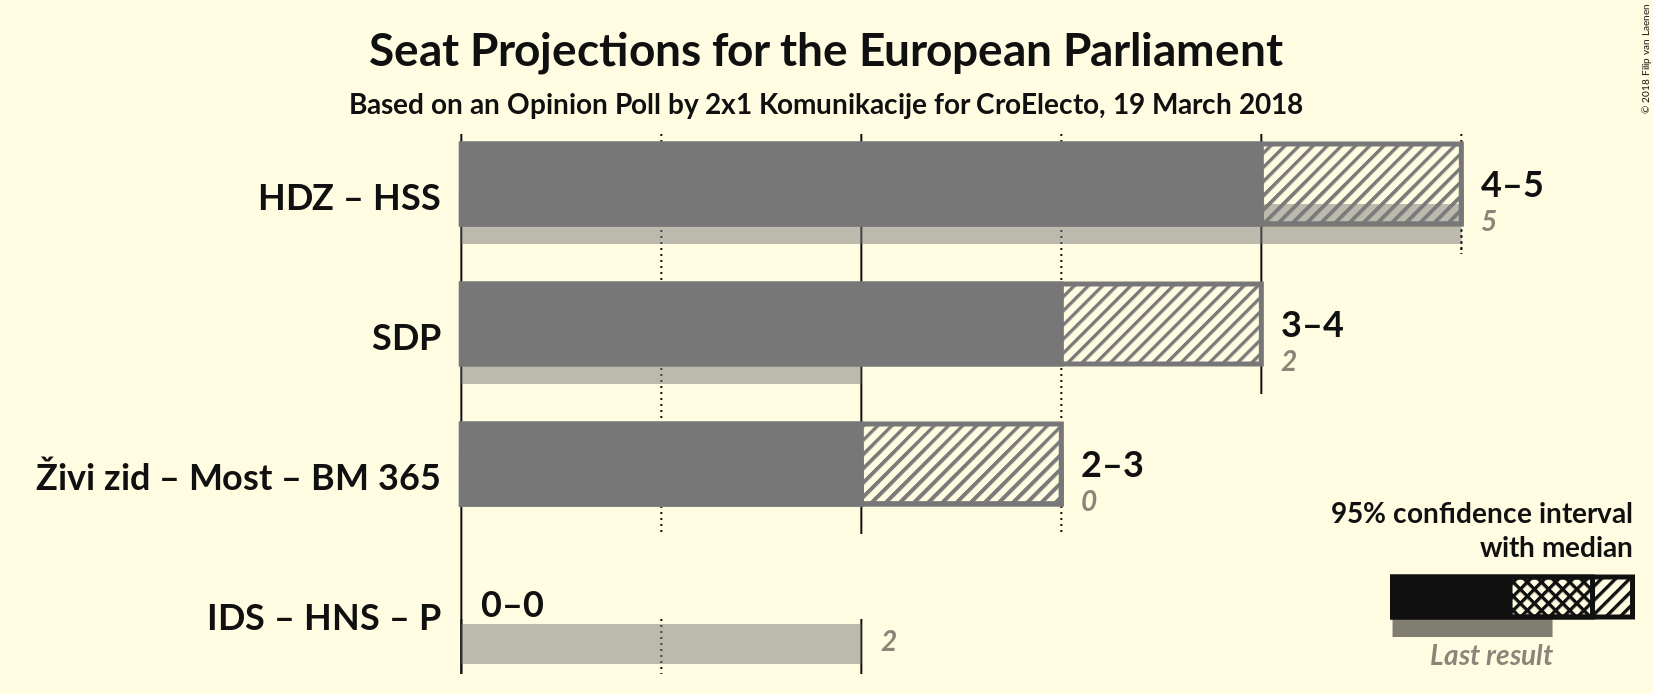 Seat Projections for the European Parliament
Based on an Opinion Poll by 2x1 Komunikacije for CroElecto, 19 March 2018
© 2018 Filip van Laenen
HDZ – HSS
4–5
5
SDP
3–4
2
Živi zid – Most – BM 365
2–3
0
IDS – HNS – P
0–0
2
95% confidence interval
with median
Last result